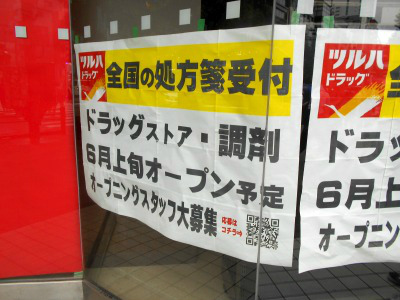 ツルハ
ドラッグ
全国の処方箋受付
ドラッグストア・調剤
6月上旬オープン予定
オープニングスタッフ大募集
応募は
コチラ⇨
ツルハ
ドラッグ
全
ドラ
6月
オープニン